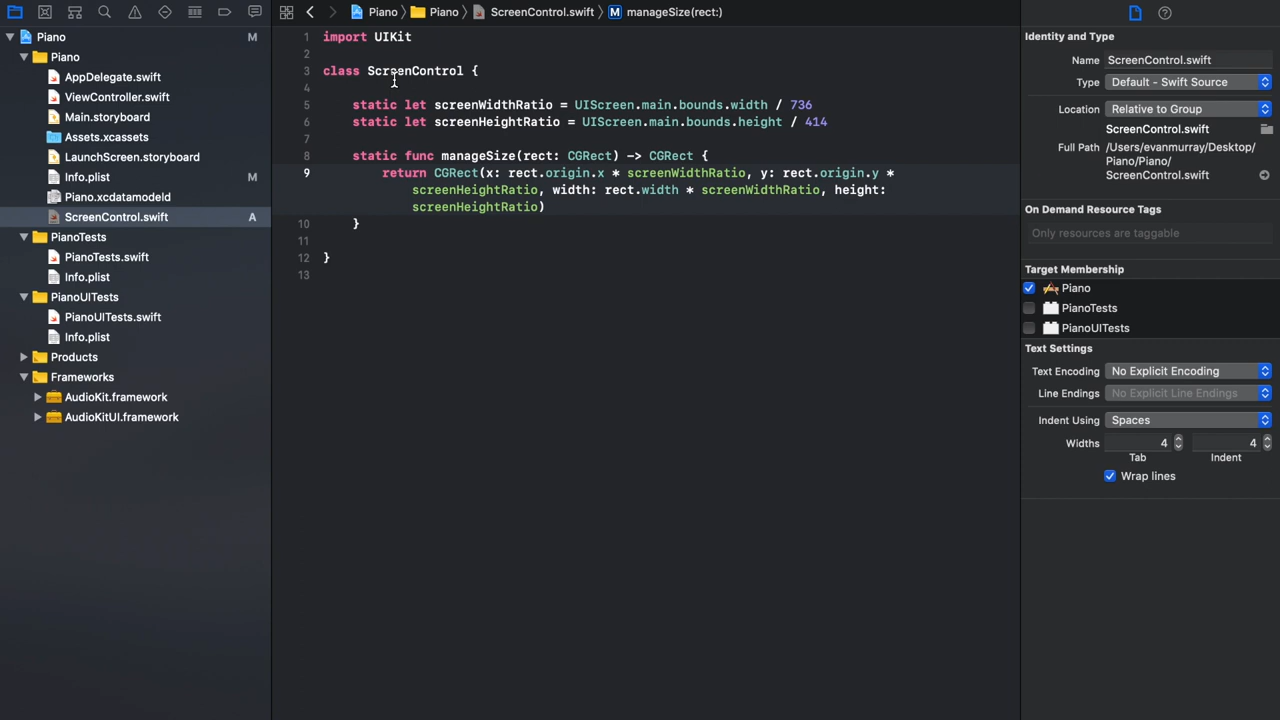 Piano 〉 Piano 〉 ScreenControl.swift 〉 M manageSize(rect:)
Piano M
Piano
AppDelegate.swift
ViewController.swift
Main.storyboard
Assets.xcassets
LaunchScreen.storyboard
Info.plist M
Piano.xcdatamodeld
ScreenControl.swift A
PianoTests
PianoTests.swift
Info.plist
PianoUITests
PianoUITests.swift
Info.plist
Products
Frameworks
AudioKit.framework
AudioKitUI.framework
1 import UIKit
2
3 class ScreenControl {
4
5 static let screenWidthRatio = UIScreen.main.bounds.width / 736
6 static let screenHeightRatio = UIScreen.main.bounds.height / 414
7
8 static func manageSize(rect: CGRect) -> CGRect {
9 return CGRect(x: rect.origin.x * screenWidthRatio, y: rect.origin.y *
screenHeightRatio, width: rect.width * screenWidthRatio, height:
screenHeightRatio)
10 }
11
12 }
13
Identity and Type
Name ScreenControl.swift
Type Default - Swift Source
Location Relative to Group
ScreenControl.swift
Full Path /Users/evanmurray/Desktop/
Piano/Piano/
ScreenControl.swift
On Demand Resource Tags
Only resources are taggable
Target Membership
Piano
PianoTests
PianoUITests
Text Settings
Text Encoding No Explicit Encoding
Line Endings No Explicit Line Endings
Indent Using Spaces
Widths 4 4
Tab Indent
Wrap lines